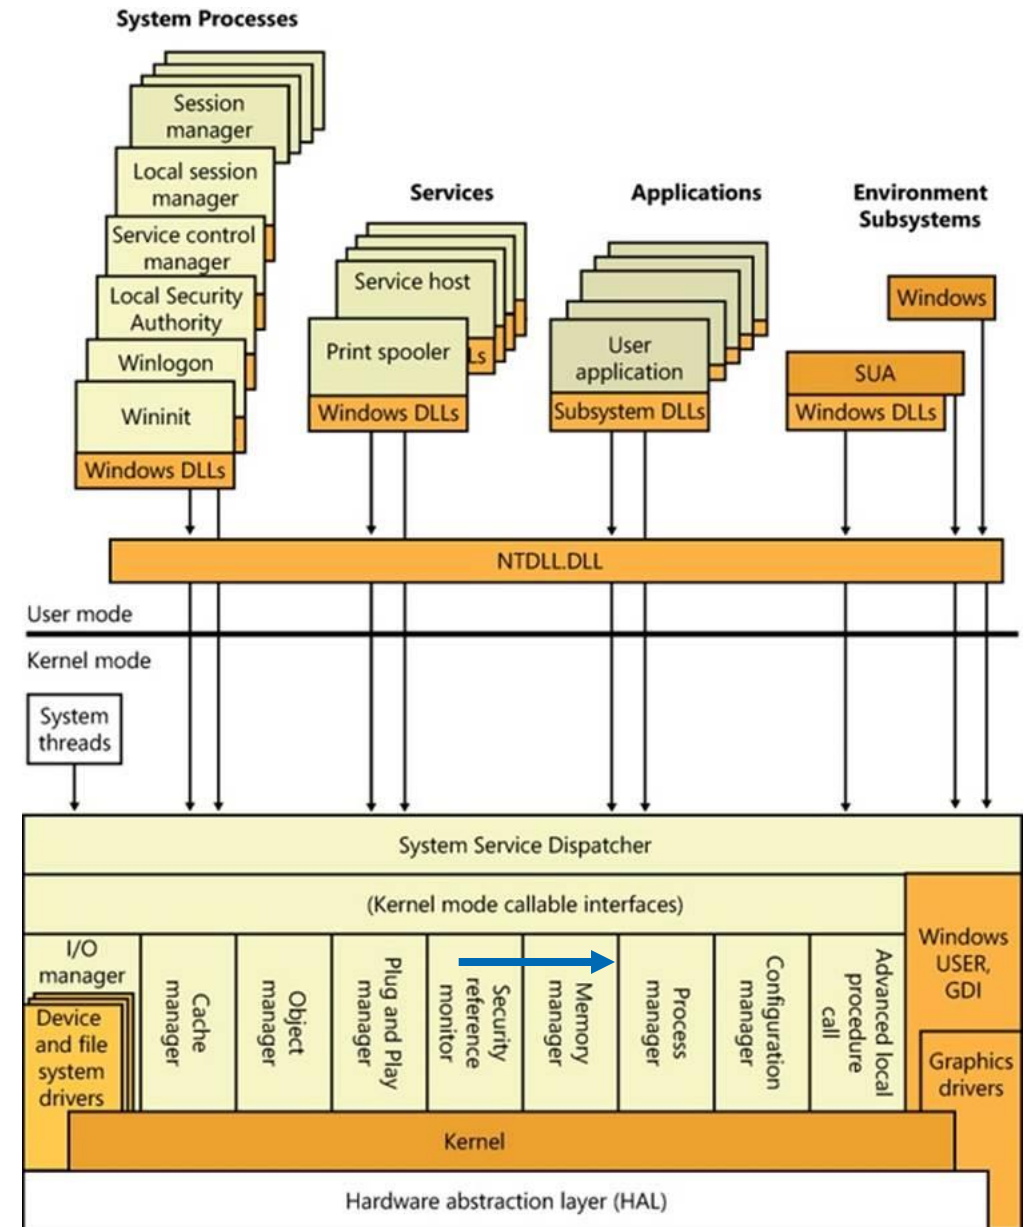 System Processes
Session
manager
Local session
manager
Service control
manager
Local Security
Authority
Winlogon
Wininit
Windows DLLs
Services
Service host
Print spooler
Ls
Windows DLLs
Applications
User
application
Subsystem DLLs
Environment
Subsystems
Windows
SUA
Windows DLLs
NTDLL.DLL
User mode
Kernel mode
System
threads
System Service Dispatcher
(Kernel mode callable interfaces)
I/O
manager
Device
and file
system
drivers
Cache
manager
Object
manager
Plug and Play
manager
Security
reference
monitor
Memory
manager
Process
manager
Configuration
manager
Advanced local
procedure
call
Windows
USER,
GDI
Graphics
drivers
Kernel
Hardware abstraction layer (HAL)